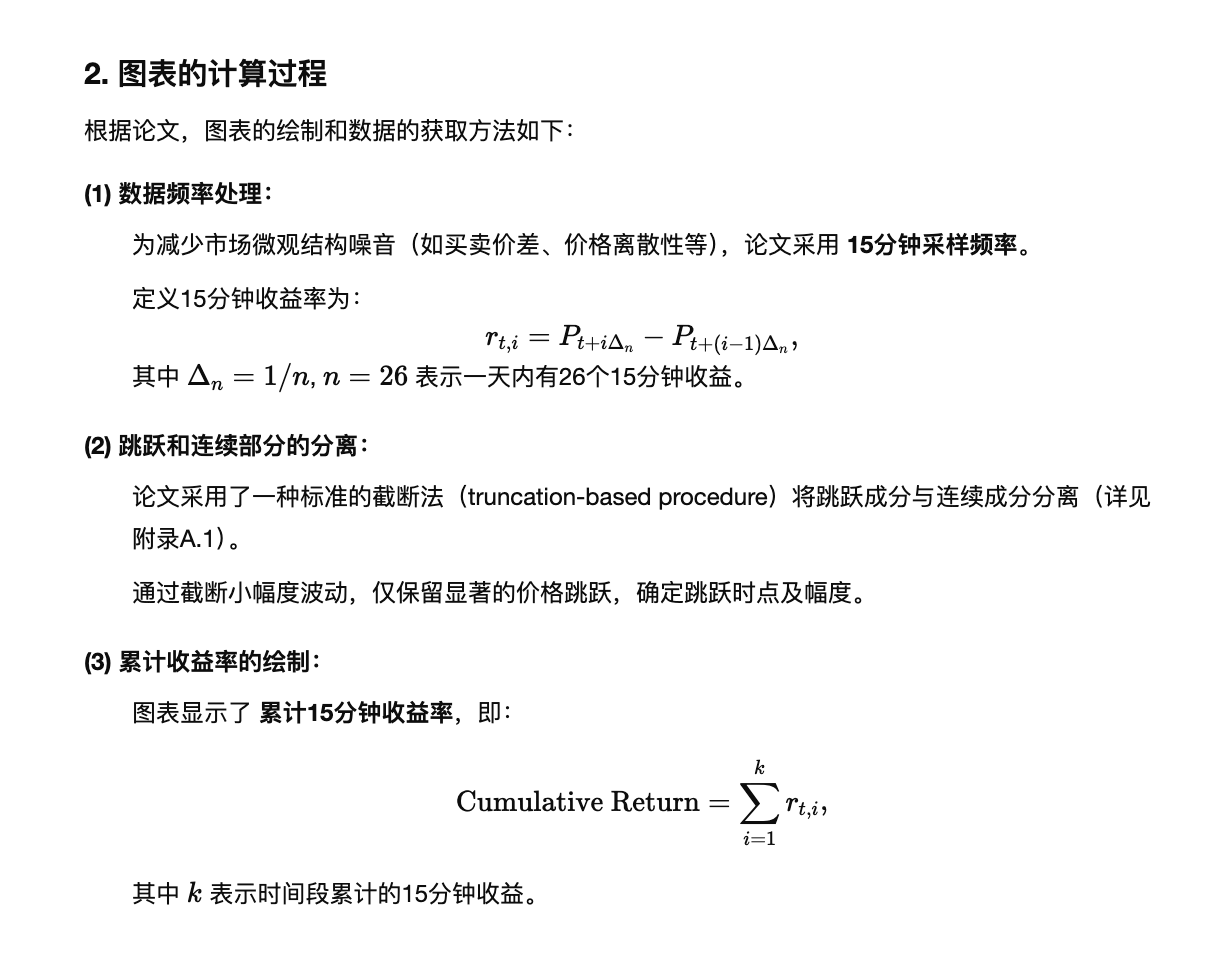 2. 图表的计算过程
根据论文，图表的绘制和数据的获取方法如下：
(1) 数据频率处理：
为减少市场微观结构噪音（如买卖价差、价格离散性等），论文采用 15分钟采样频率。
定义15分钟收益率为：
r_{t,i} = P_{t+iΔ_n} − P_{t+(i−1)Δ_n},
其中 Δ_n = 1/n, n = 26 表示一天内有26个15分钟收益。
(2) 跳跃和连续部分的分离：
论文采用了一种标准的截断法（truncation-based procedure）将跳跃成分与连续成分分离（详见
附录A.1）。
通过截断小幅度波动，仅保留显著的价格跳跃，确定跳跃时点及幅度。
(3) 累计收益率的绘制：
图表显示了 累计15分钟收益率，即：
Cumulative Return = ∑_{i=1}^{k} r_{t,i},
其中 k 表示时间段累计的15分钟收益。